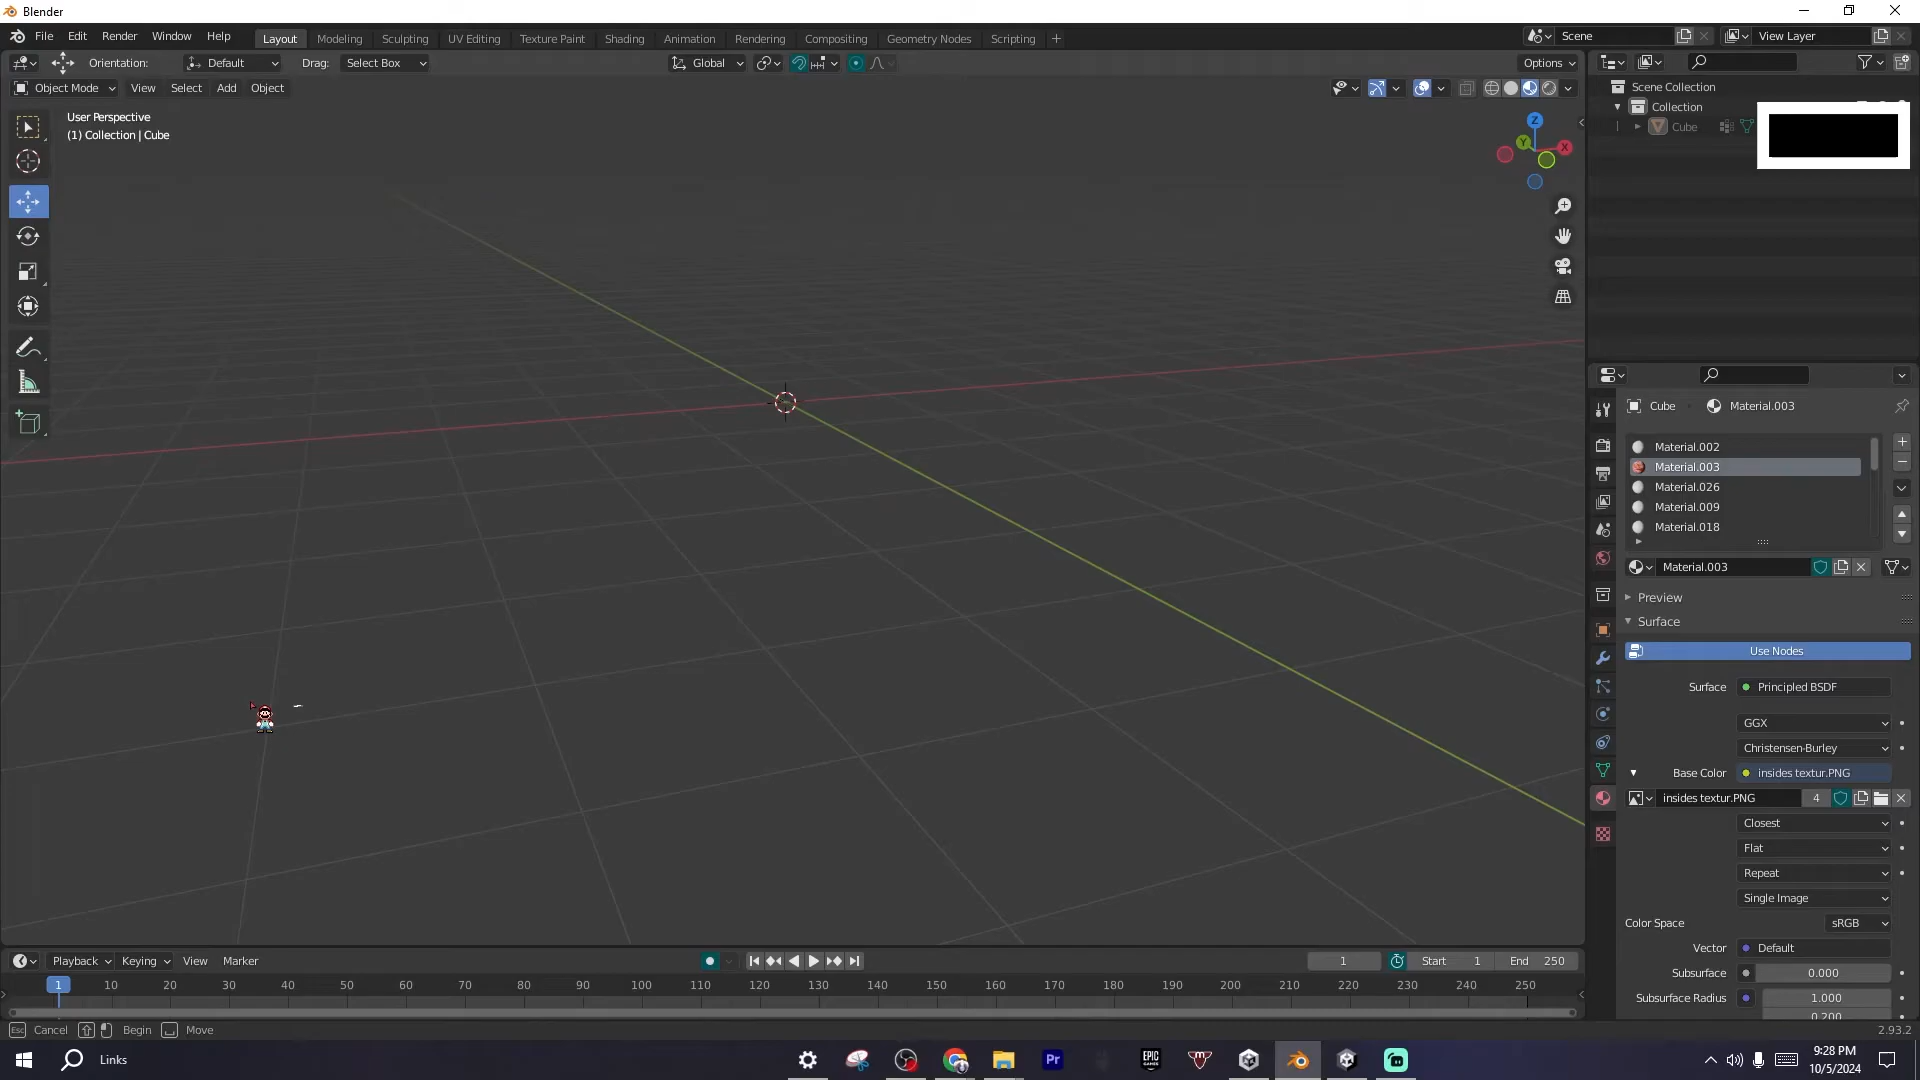 Blender
File Edit Render Window Help
Layout Modeling Sculpting UV Editing Texture Paint Shading Animation Rendering Compositing Geometry Nodes Scripting +
Scene
View Layer
Orientation: Default Drag: Select Box
Global
Options
Object Mode View Select Add Object
User Perspective
(1) Collection | Cube
Z
Y
X
Scene Collection
Collection
Cube
Cube Material.003
Material.002
Material.003
Material.026
Material.009
Material.018
Material.003
Preview
Surface
Use Nodes
Surface Principled BSDF
GGX
Christensen-Burley
Base Color insides textur.PNG
insides textur.PNG 4
Closest
Flat
Repeat
Single Image
Color Space sRGB
Vector Default
Subsurface 0.000
Subsurface Radius 1.000
0.200
Playback Keying View Marker
1 Start 1 End 250
1 10 20 30 40 50 60 70 80 90 100 110 120 130 140 150 160 170 180 190 200 210 220 230 240 250
Esc Cancel Begin Move
2.93.2
Links
Pr
EPIC GAMES
9:28 PM
10/5/2024